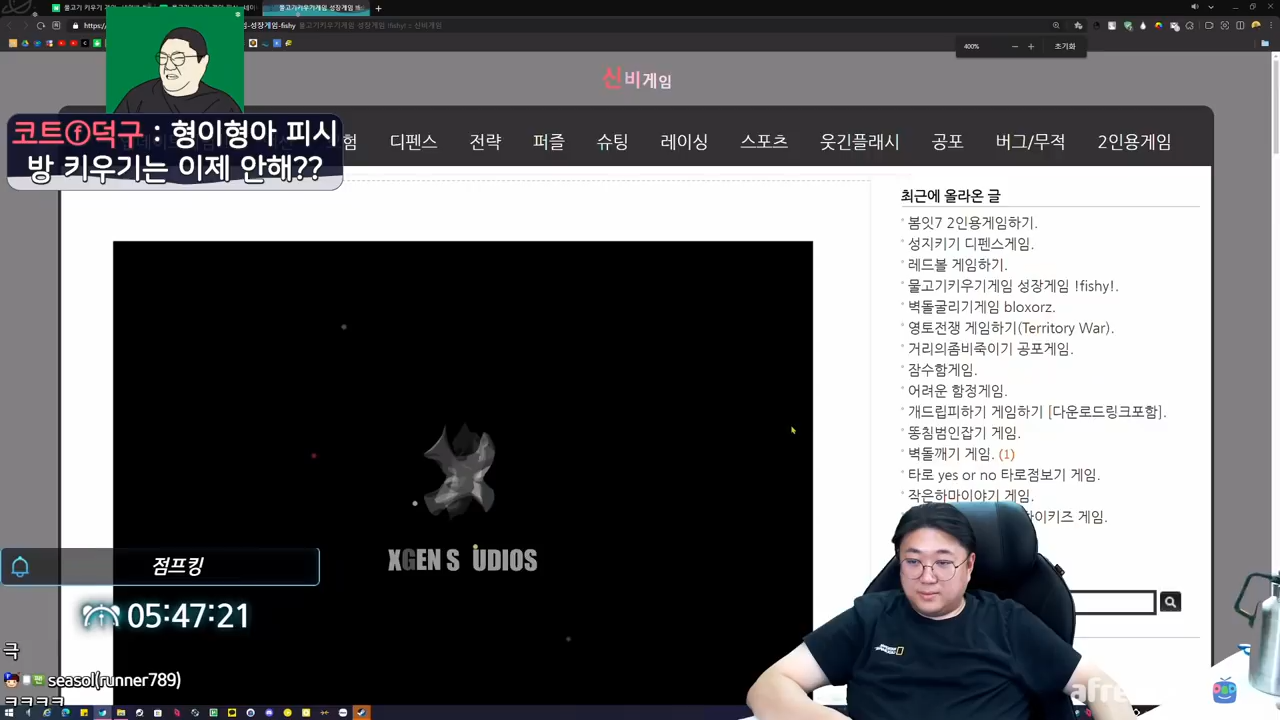 400%
초기화
신비게임
코트ⓕ덕구 : 형이형아 피시
방 키우기는 이제 안해??
험
디펜스
전략
퍼즐
슈팅
레이싱
스포츠
웃긴플래시
공포
버그/무적
2인용게임
최근에 올라온 글
봄잇7 2인용게임하기.
성지키기 디펜스게임.
레드볼 게임하기.
물고기키우기게임 성장게임 !fishy!.
벽돌굴리기게임 bloxorz.
영토전쟁 게임하기(Territory War).
거리의좀비죽이기 공포게임.
잠수함게임.
어려운 함정게임.
개드립피하기 게임하기 [다운로드링크포함].
똥침범인잡기 게임.
벽돌깨기 게임. (1)
타로 yes or no 타로점보기 게임.
작은하마이야기 게임.
이키즈 게임.
XGEN S UDIOS
점프킹
05:47:21
극
seasol(runner789)
ㅋㅋㅋㅋ
afre